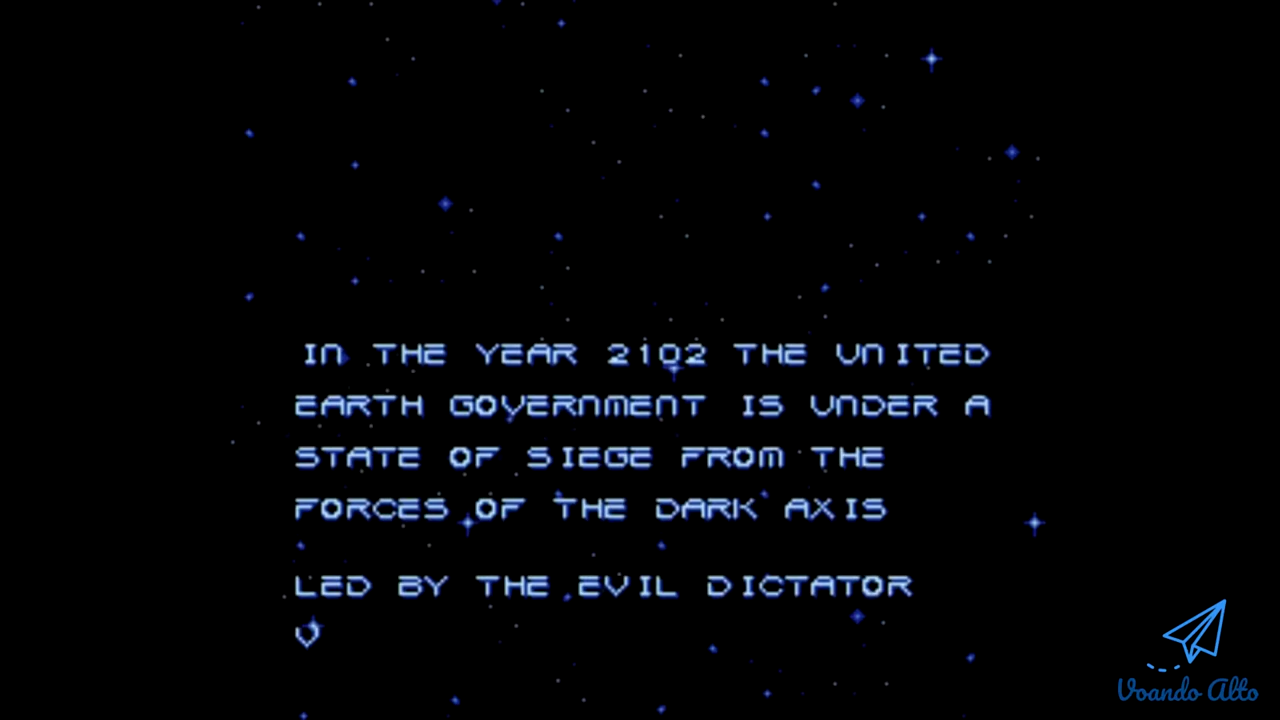 IN THE YEAR 2102 THE UNITED
EARTH GOVERNMENT IS UNDER A
STATE OF SIEGE FROM THE
FORCES OF THE DARK AXIS
LED BY THE EVIL DICTATOR
V
Voando Alto